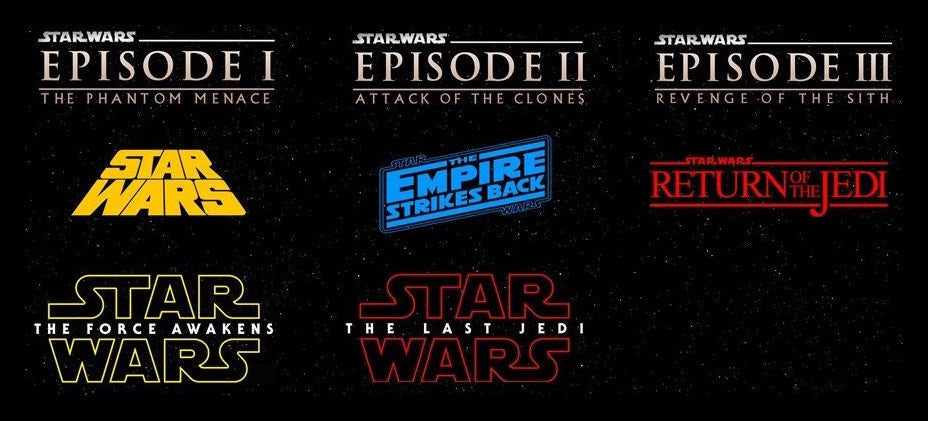 STAR WARS
EPISODE I
THE PHANTOM MENACE
STAR WARS
EPISODE II
ATTACK OF THE CLONES
STAR WARS
EPISODE III
REVENGE OF THE SITH
STAR
WARS
STAR
THE
EMPIRE
STRIKES BACK
WARS
STAR WARS
RETURN OF THE JEDI
STAR
THE FORCE AWAKENS
WARS
STAR
THE LAST JEDI
WARS